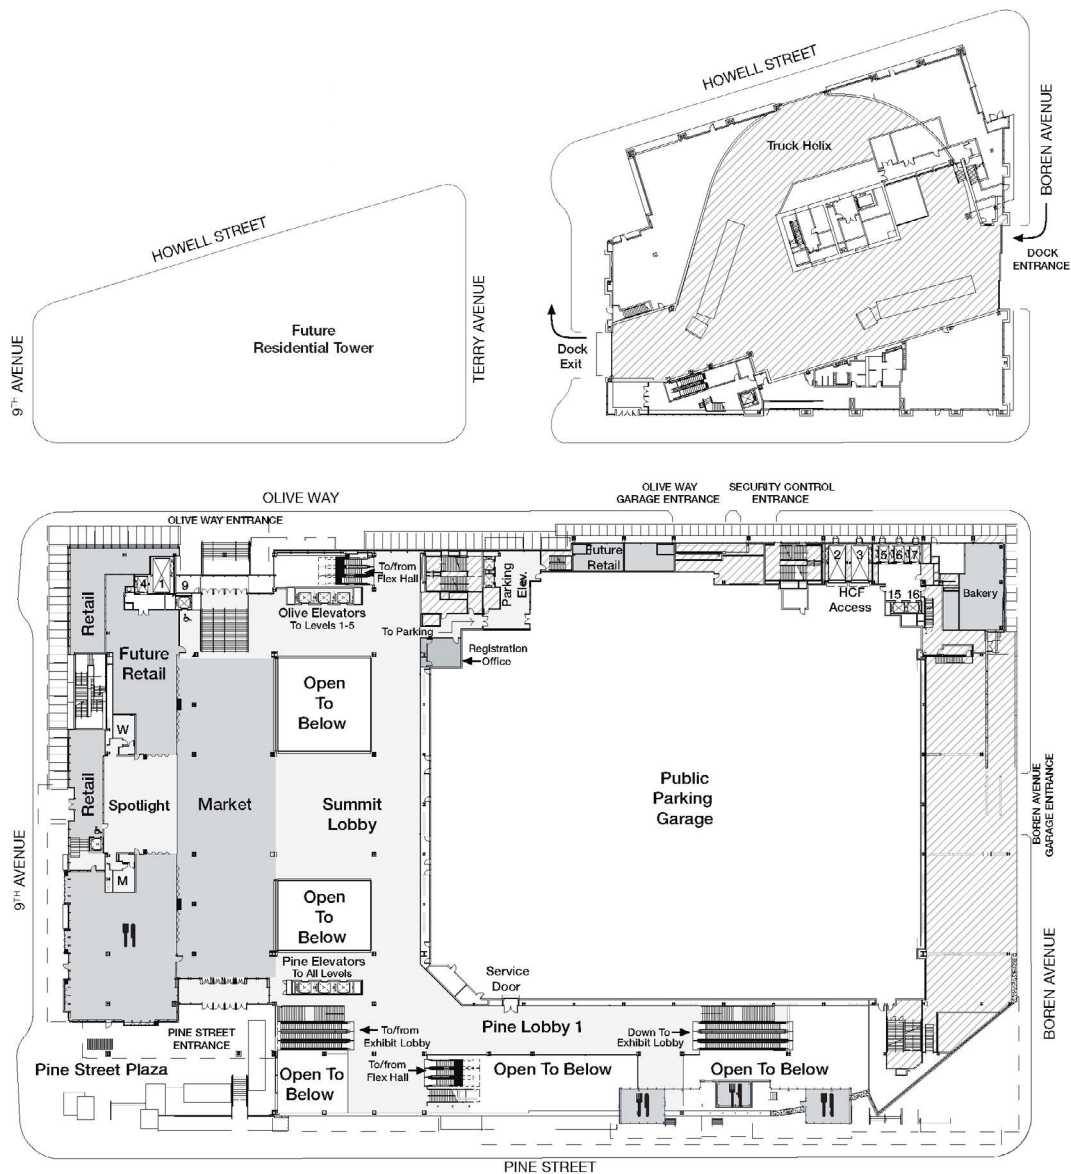 HOWELL STREET
BOREN AVENUE
Truck Helix
DOCK
ENTRANCE
HOWELL STREET
9TH AVENUE
Future
Residential Tower
TERRY AVENUE
Dock
Exit
OLIVE WAY
OLIVE WAY
GARAGE ENTRANCE
SECURITY CONTROL
ENTRANCE
OLIVE WAY ENTRANCE
To/from
Flex Hall
Parking
Elev.
Future
Retail
2
3
5
6
7
HCF
Access
15
16
Bakery
4
1
9
Retail
Olive Elevators
To Levels 1-5
To Parking
Registration
Office
Future
Retail
Open
To
Below
W
Retail
Spotlight
Market
Summit
Lobby
Public
Parking
Garage
BOREN AVENUE
GARAGE ENTRANCE
9TH AVENUE
M
Open
To
Below
Pine Elevators
To All Levels
Service
Door
BOREN AVENUE
PINE STREET
ENTRANCE
To/from
Exhibit Lobby
Pine Lobby 1
Down To
Exhibit Lobby
Pine Street Plaza
Open To
Below
To/from
Flex Hall
Open To Below
Open To Below
PINE STREET